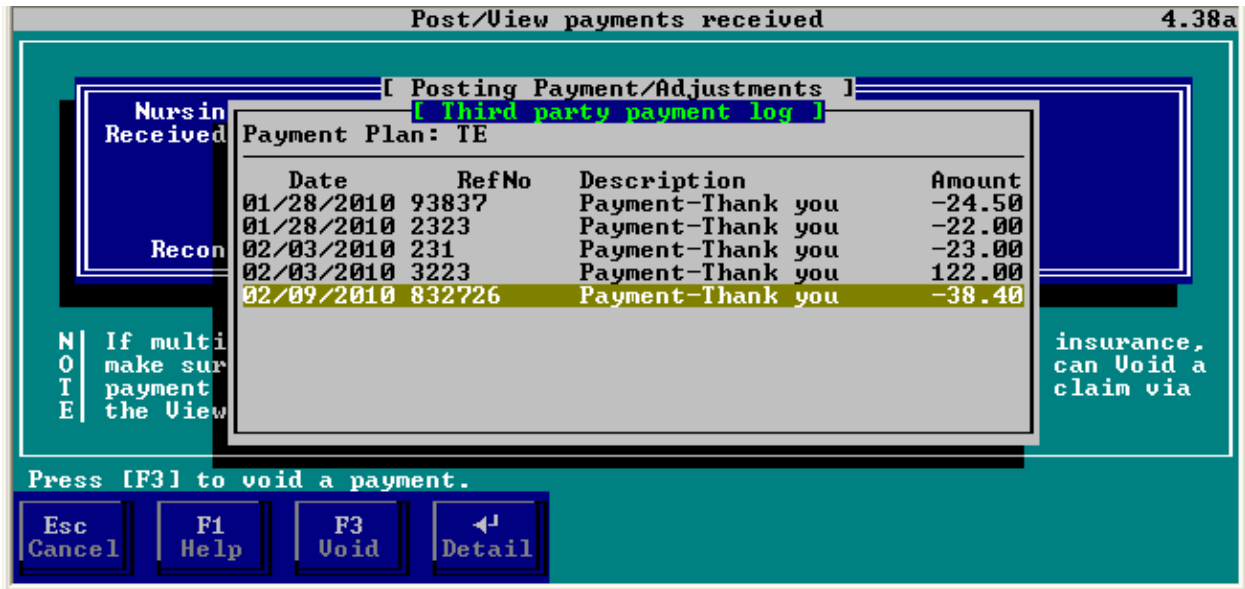 Post/View payments received 4.38a
[ Posting Payment/Adjustments ]
Nursin
[ Third party payment log ]
Received
Payment Plan: TE
Date RefNo Description Amount
01/28/2010 93837 Payment-Thank you -24.50
01/28/2010 2323 Payment-Thank you -22.00
Recon
02/03/2010 231 Payment-Thank you -23.00
02/03/2010 3223 Payment-Thank you 122.00
02/09/2010 832726 Payment-Thank you -38.40
N If multi insurance,
O make sur can Void a
T payment claim via
E the View
Press [F3] to void a payment.
Esc F1 F3 ◄┘
Cancel Help Void Detail